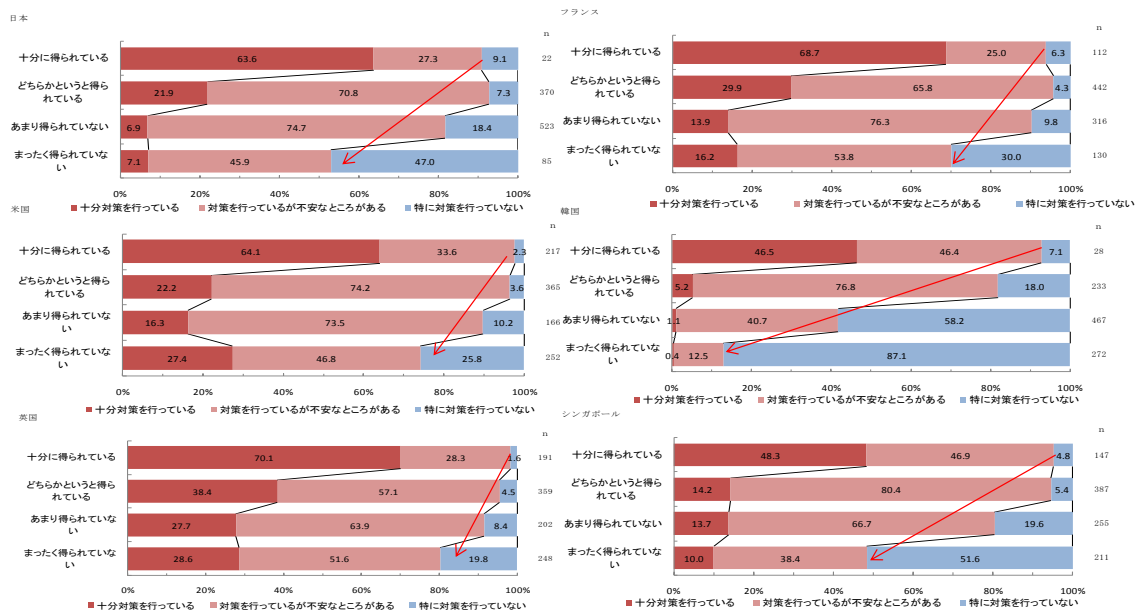 日本
n
十分に得られている
63.6 27.3 9.1 22
どちらかというと得ら
れている
21.9 70.8 7.3 370
あまり得られていない
6.9 74.7 18.4 523
まったく得られていな
い
7.1 45.9 47.0 85
0% 20% 40% 60% 80% 100%
十分対策を行っている 対策を行っているが不安なところがある 特に対策を行っていない
フランス
n
十分に得られている
68.7 25.0 6.3 112
どちらかというと得ら
れている
29.9 65.8 4.3 442
あまり得られていない
13.9 76.3 9.8 316
まったく得られていな
い
16.2 53.8 30.0 130
0% 20% 40% 60% 80% 100%
十分対策を行っている 対策を行っているが不安なところがある 特に対策を行っていない
米国
n
十分に得られている
64.1 33.6 2.3 217
どちらかというと得ら
れている
22.2 74.2 3.6 365
あまり得られていな
い
16.3 73.5 10.2 166
まったく得られていな
い
27.4 46.8 25.8 252
0% 20% 40% 60% 80% 100%
十分対策を行っている 対策を行っているが不安なところがある 特に対策を行っていない
韓国
n
十分に得られている
46.5 46.4 7.1 28
どちらかというと得ら
れている
5.2 76.8 18.0 233
あまり得られていない
1.1 40.7 58.2 467
まったく得られていな
い
0.4 12.5 87.1 272
0% 20% 40% 60% 80% 100%
十分対策を行っている 対策を行っているが不安なところがある 特に対策を行っていない
英国
n
十分に得られている
70.1 28.3 1.6 191
どちらかというと得ら
れている
38.4 57.1 4.5 359
あまり得られていな
い
27.7 63.9 8.4 202
まったく得られていな
い
28.6 51.6 19.8 248
0% 20% 40% 60% 80% 100%
十分対策を行っている 対策を行っているが不安なところがある 特に対策を行っていない
シンガポール
n
十分に得られている
48.3 46.9 4.8 147
どちらかというと得ら
れている
14.2 80.4 5.4 387
あまり得られていない
13.7 66.7 19.6 255
まったく得られていな
い
10.0 38.4 51.6 211
0% 20% 40% 60% 80% 100%
十分対策を行っている 対策を行っているが不安なところがある 特に対策を行っていない